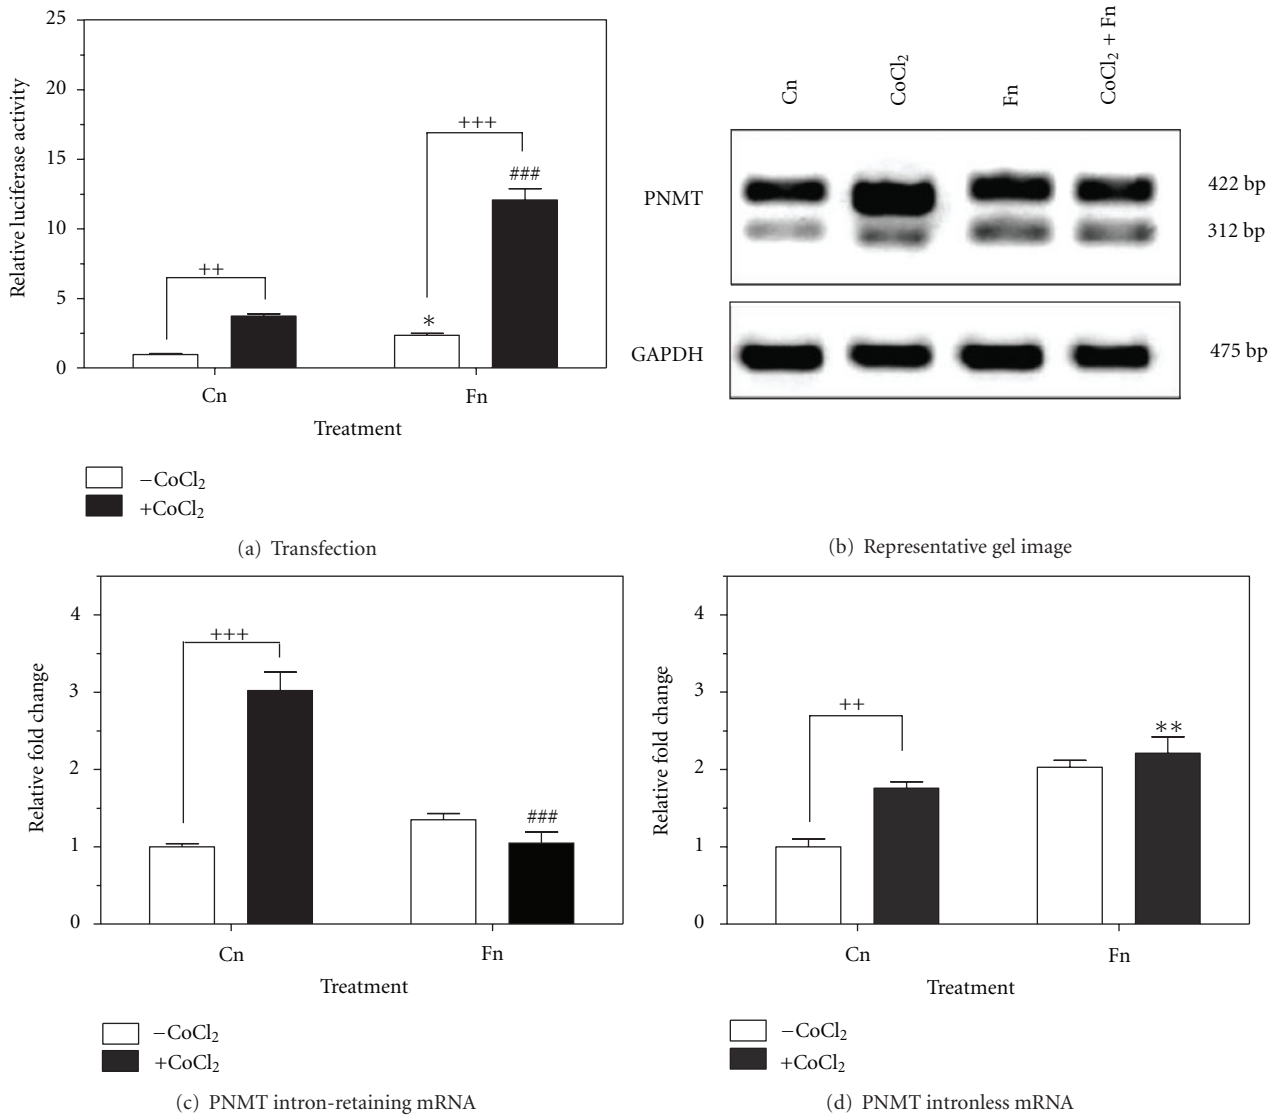 25
20
15
10
5
0
Relative luciferase activity
++
+++
*
###
Cn
Fn
Treatment
−CoCl₂
+CoCl₂
(a) Transfection
Cn
CoCl₂
Fn
CoCl₂ + Fn
PNMT
422 bp
312 bp
GAPDH
475 bp
(b) Representative gel image
4
3
2
1
0
Relative fold change
+++
###
Cn
Fn
Treatment
−CoCl₂
+CoCl₂
(c) PNMT intron-retaining mRNA
4
3
2
1
0
Relative fold change
++
**
Cn
Fn
Treatment
−CoCl₂
+CoCl₂
(d) PNMT intronless mRNA